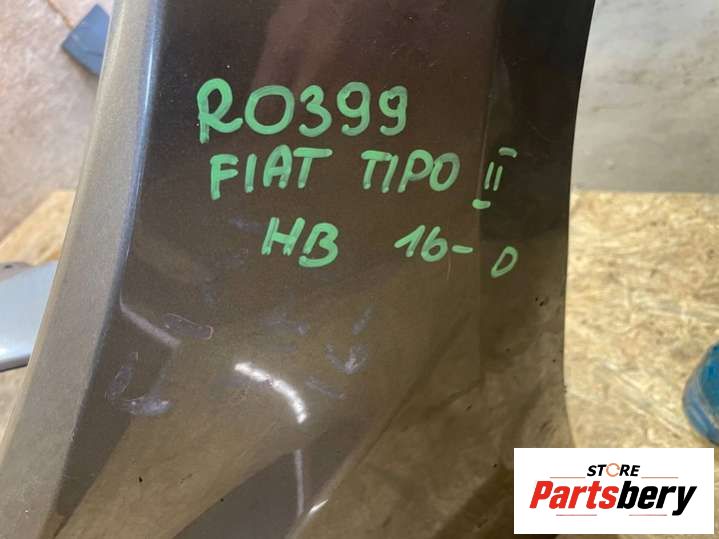 R0399
FIAT TIPO II
HB 16- D
STORE
Partsbery